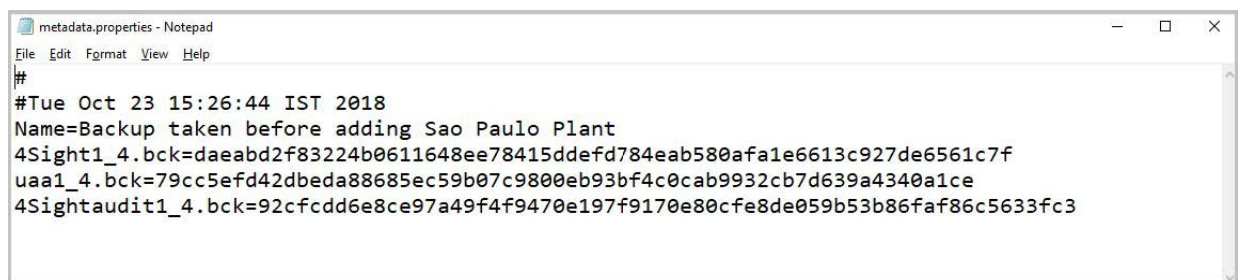 metadata.properties - Notepad
File Edit Format View Help
#
#Tue Oct 23 15:26:44 IST 2018
Name=Backup taken before adding Sao Paulo Plant
4Sight1_4.bck=daeabd2f83224b0611648ee78415ddefd784eab580afa1e6613c927de6561c7f
uaa1_4.bck=79cc5efd42dbeda88685ec59b07c9800eb93bf4c0cab9932cb7d639a4340a1ce
4Sightaudit1_4.bck=92cfcdd6e8ce97a49f4f9470e197f9170e80cfe8de059b53b86faf86c5633fc3